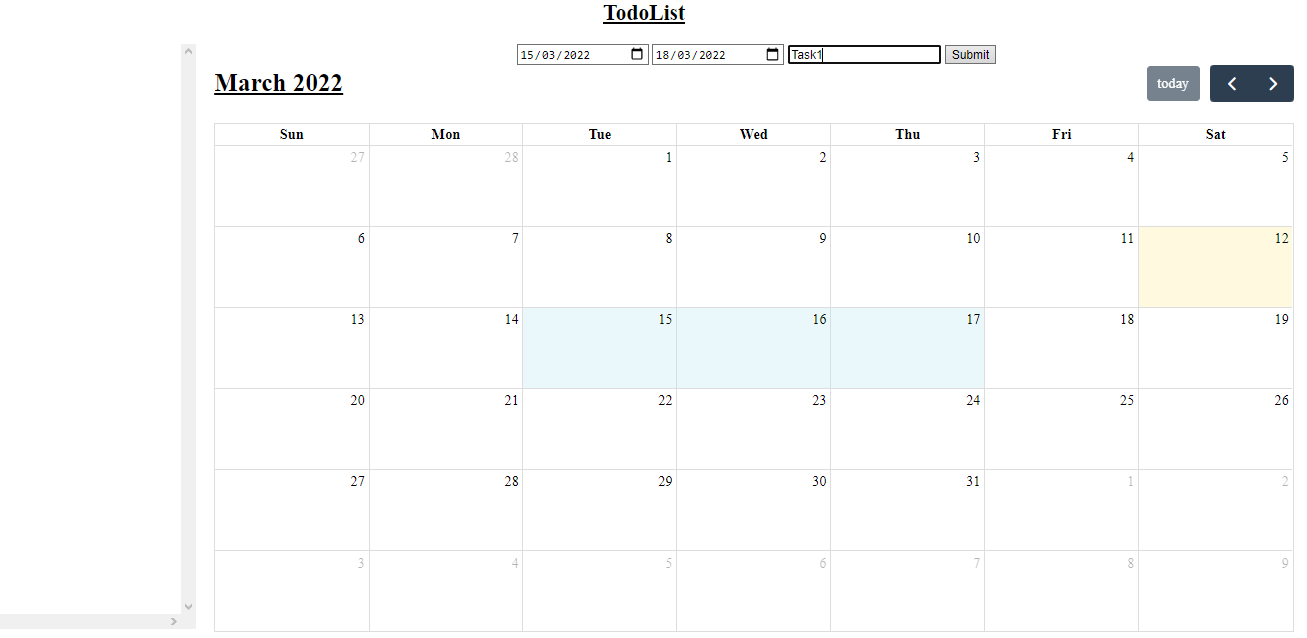 TodoList
15/03/2022 18/03/2022 Task1 Submit
March 2022 today
Sun Mon Tue Wed Thu Fri Sat
27 28 1 2 3 4 5
6 7 8 9 10 11 12
13 14 15 16 17 18 19
20 21 22 23 24 25 26
27 28 29 30 31 1 2
3 4 5 6 7 8 9